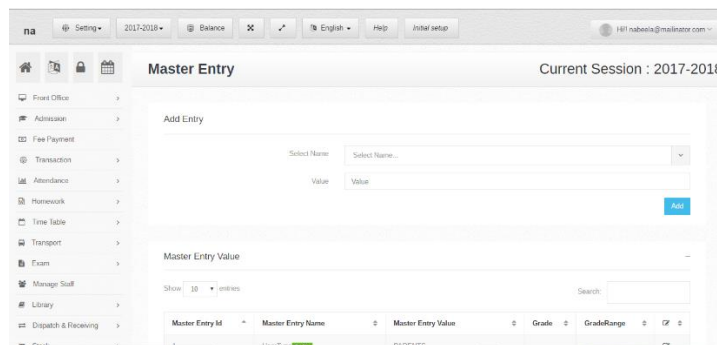 na Setting 2017-2018 Balance English Help Initial setup Hi!! nabeela@mailinator.com
Master Entry Current Session : 2017-2018
Front Office
Admission
Fee Payment
Transaction
Attendance
Homework
Time Table
Transport
Exam
Manage Staff
Library
Dispatch & Receiving
Add Entry
Select Name Select Name...
Value Value
Add
Master Entry Value
Show 10 entries Search:
Master Entry Id Master Entry Name Master Entry Value Grade GradeRange